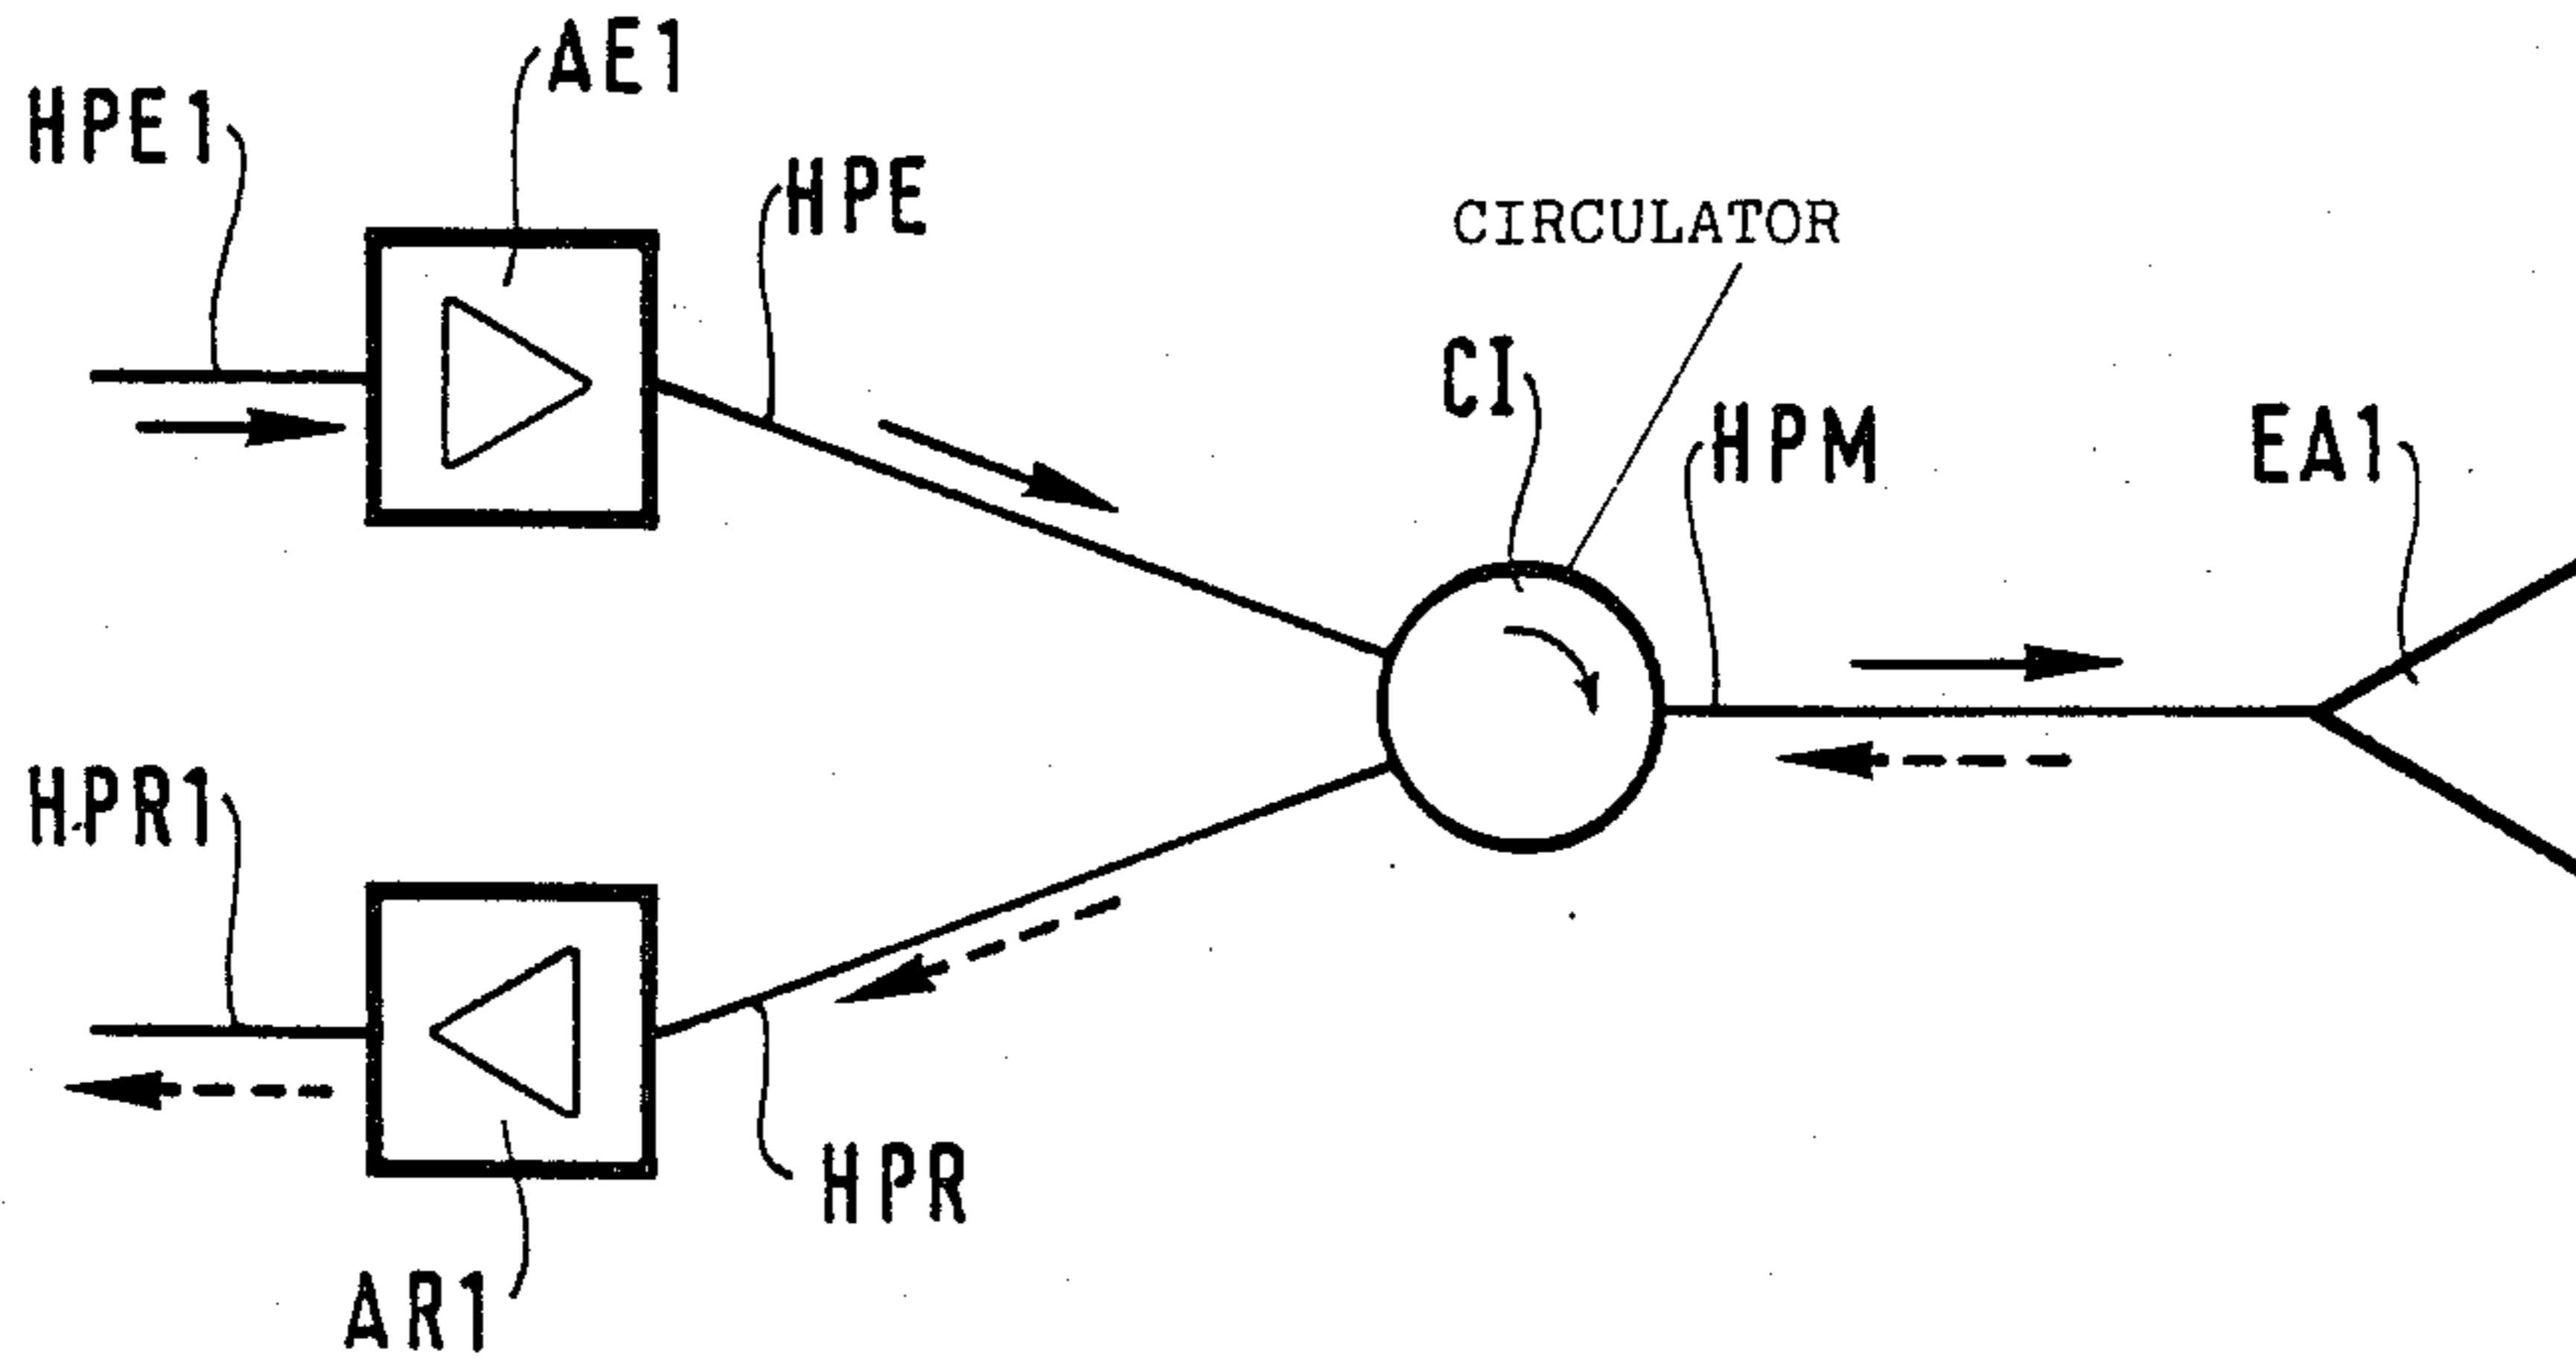 AE1
HPE1
HPE
CIRCULATOR
CI
HPM
EA1
HPR1
HPR
AR1